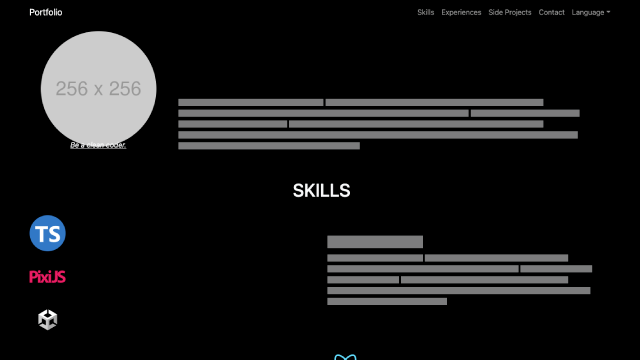 Portfolio
Skills Experiences Side Projects Contact Language
256 x 256
Be a clean coder.
SKILLS
TS
PixiJS